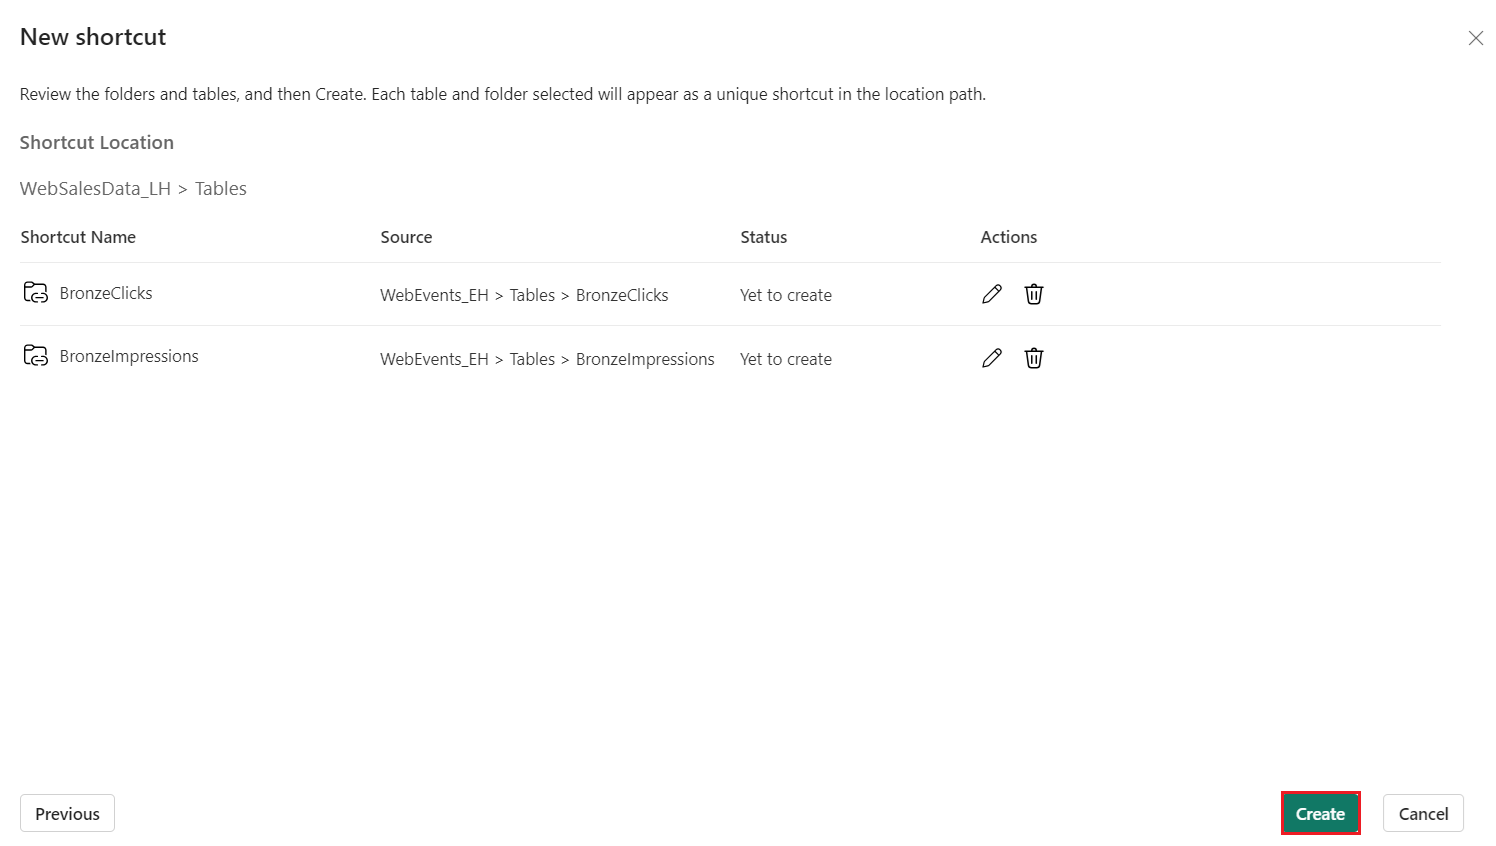 New shortcut
Review the folders and tables, and then Create. Each table and folder selected will appear as a unique shortcut in the location path.
Shortcut Location
WebSalesData_LH > Tables
Shortcut Name Source Status Actions
BronzeClicks WebEvents_EH > Tables > BronzeClicks Yet to create
BronzeImpressions WebEvents_EH > Tables > BronzeImpressions Yet to create
Previous Create Cancel